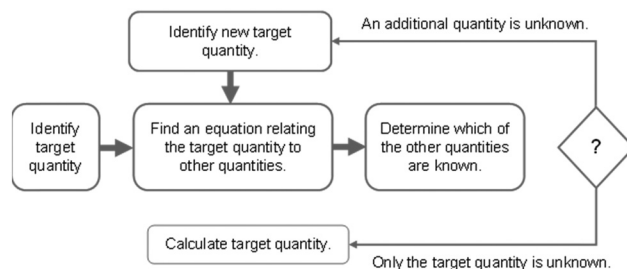 Identify new target
quantity.
An additional quantity is unknown.
Identify
target
quantity
Find an equation relating
the target quantity to
other quantities.
Determine which of
the other quantities
are known.
?
Calculate target quantity.
Only the target quantity is unknown.